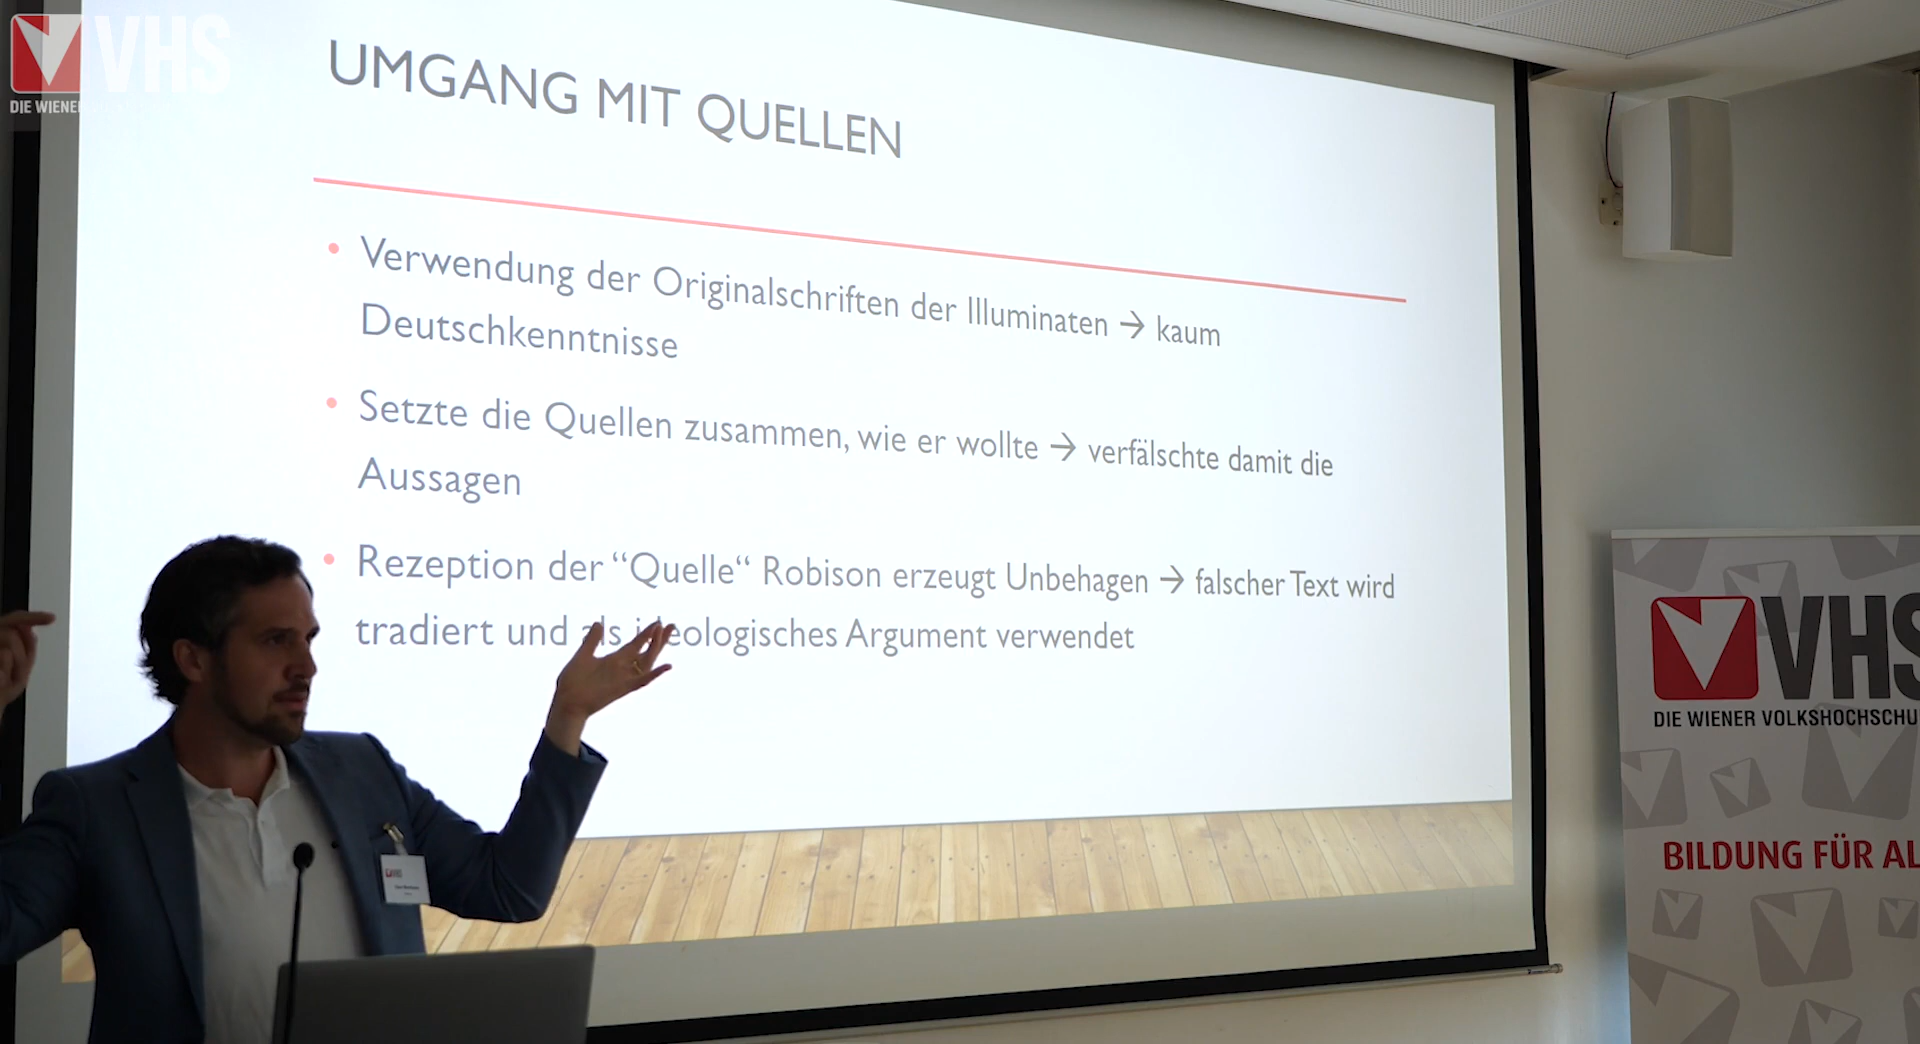 VHS
DIE WIENE
UMGANG MIT QUELLEN
• Verwendung der Originalschriften der Illuminaten → kaum
Deutschkenntnisse
• Setzte die Quellen zusammen, wie er wollte → verfälschte damit die
Aussagen
• Rezeption der “Quelle“ Robison erzeugt Unbehagen → falscher Text wird
tradiert und als ideologisches Argument verwendet
VHS
DIE WIENER VOLKSHOCHSCHU
BILDUNG FÜR AL